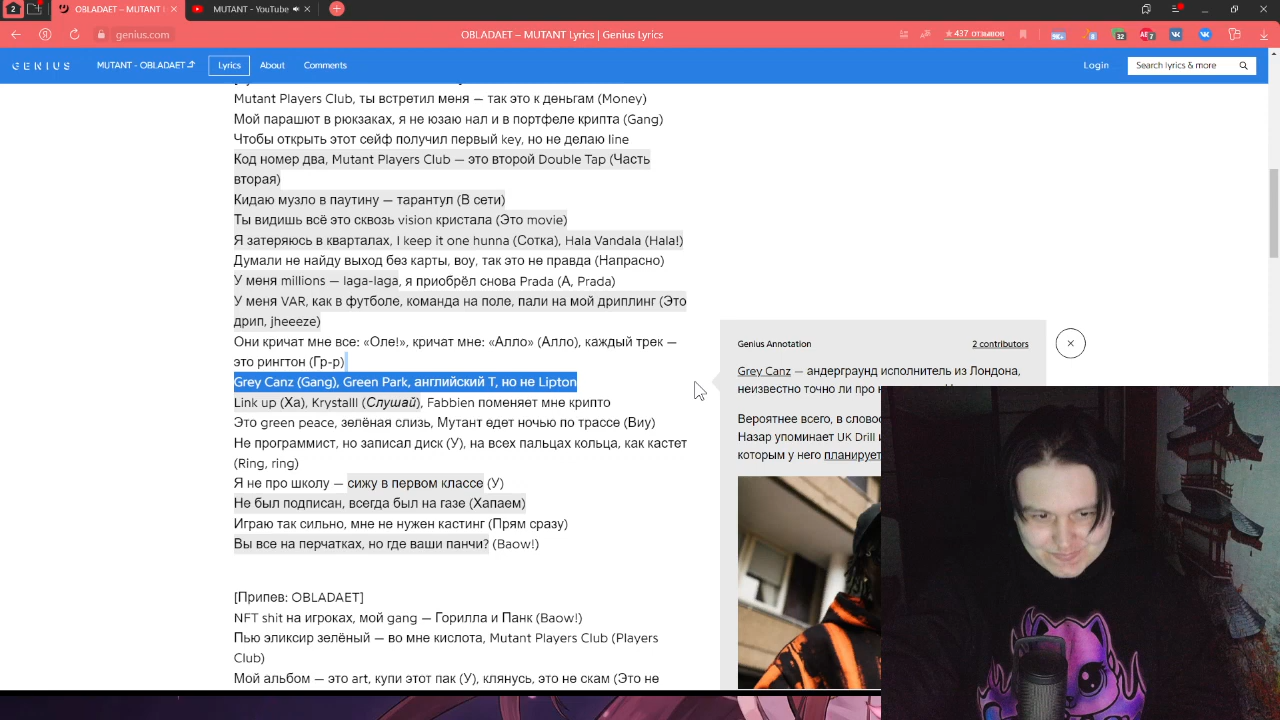 2
OBLADAET – MUTANT
MUTANT - YouTube
genius.com
OBLADAET – MUTANT Lyrics | Genius Lyrics
★ 437 отзывов
GENIUS
MUTANT - OBLADAET
Lyrics
About
Comments
Login
Search lyrics & more
Mutant Players Club, ты встретил меня — так это к деньгам (Money)
Мой парашют в рюкзаках, я не юзаю нал и в портфеле крипта (Gang)
Чтобы открыть этот сейф получил первый key, но не делаю line
Код номер два, Mutant Players Club — это второй Double Tap (Часть
вторая)
Кидаю музло в паутину — тарантул (В сети)
Ты видишь всё это сквозь vision кристала (Это movie)
Я затеряюсь в кварталах, I keep it one hunna (Сотка), Hala Vandala (Hala!)
Думали не найду выход без карты, воу, так это не правда (Напрасно)
У меня millions — laga-laga, я приобрёл снова Prada (А, Prada)
У меня VAR, как в футболе, команда на поле, пали на мой дриплинг (Это
дрип, jheeeze)
Они кричат мне все: «Оле!», кричат мне: «Алло» (Алло), каждый трек —
это рингтон (Гр-р)
Grey Canz (Gang), Green Park, английский T, но не Lipton
Link up (Ха), Krystalll (Слушай), Fabbien поменяет мне крипто
Это green peace, зелёная слизь, Мутант едет ночью по трассе (Виу)
Не программист, но записал диск (У), на всех пальцах кольца, как кастет
(Ring, ring)
Я не про школу — сижу в первом классе (У)
Не был подписан, всегда был на газе (Хапаем)
Играю так сильно, мне не нужен кастинг (Прям сразу)
Вы все на перчатках, но где ваши панчи? (Baow!)
[Припев: OBLADAET]
NFT shit на игроках, мой gang — Горилла и Панк (Baow!)
Пью эликсир зелёный — во мне кислота, Mutant Players Club (Players
Club)
Мой альбом — это art, купи этот пак (У), клянусь, это не скам (Это не
Genius Annotation
2 contributors
Grey Canz — андерграунд исполнитель из Лондона,
неизвестно точно ли про
Вероятнее всего, в
Назар упоминает UK Drill
которым у него планирует